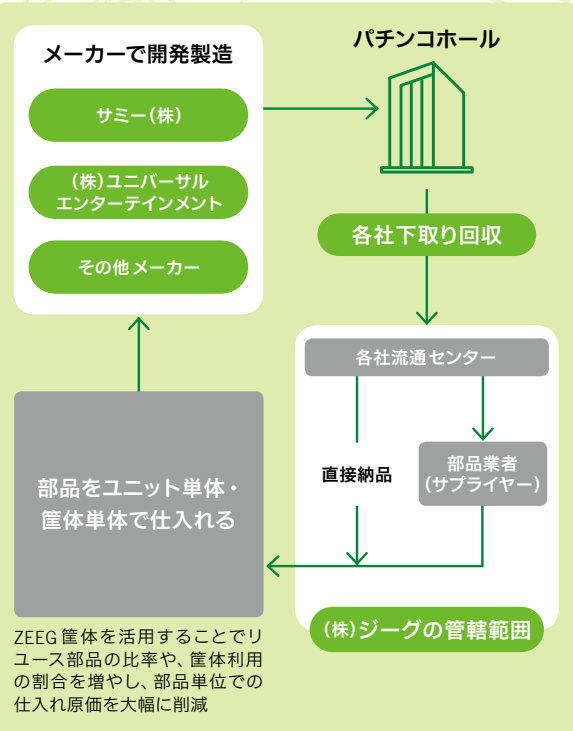 メーカーで開発製造
サミー(株)
(株)ユニバーサル
エンターテインメント
その他メーカー
パチンコホール
各社下取り回収
各社流通センター
直接納品
部品業者
(サプライヤー)
(株)ジーグの管轄範囲
部品をユニット単体・
筐体単体で仕入れる
ZEEG筐体を活用することでリ
ユース部品の比率や、筐体利用
の割合を増やし、部品単位での
仕入れ原価を大幅に削減